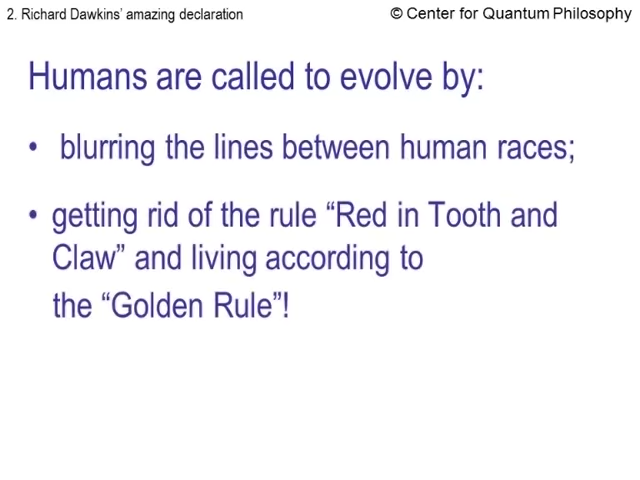 2. Richard Dawkins’ amazing declaration
© Center for Quantum Philosophy
Humans are called to evolve by:
• blurring the lines between human races;
• getting rid of the rule “Red in Tooth and
Claw” and living according to
the “Golden Rule”!